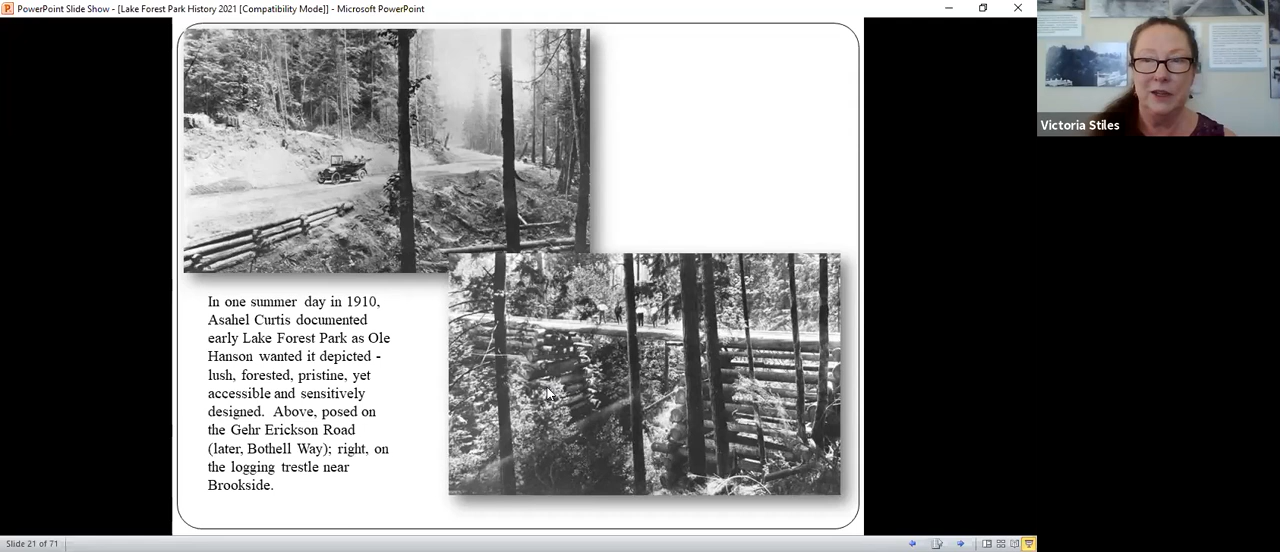 PowerPoint Slide Show - [Lake Forest Park History 2021 [Compatibility Mode]] - Microsoft PowerPoint
Victoria Stiles
In one summer day in 1910,
Asahel Curtis documented
early Lake Forest Park as Ole
Hanson wanted it depicted -
lush, forested, pristine, yet
accessible and sensitively
designed. Above, posed on
the Gehr Erickson Road
(later, Bothell Way); right, on
the logging trestle near
Brookside.
Slide 21 of 71